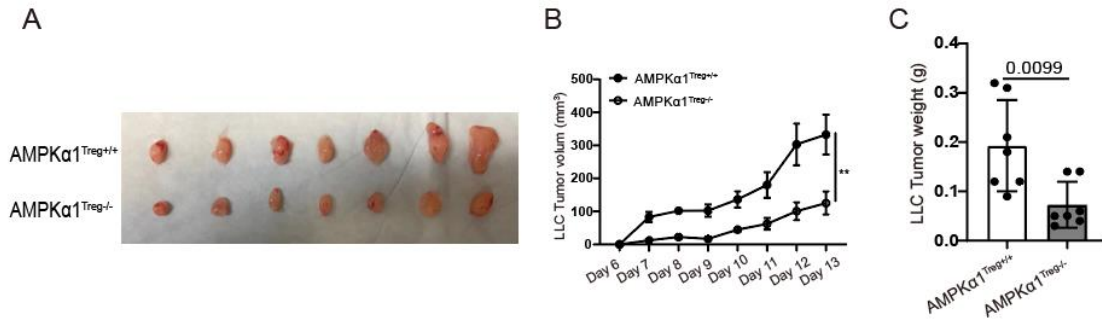 A
AMPKα1Treg+/+
AMPKα1Treg-/-
B
LLC Tumor volum (mm³)
500
400
300
200
100
0
AMPKα1Treg+/+
AMPKα1Treg-/-
**
Day 6
Day 7
Day 8
Day 9
Day 10
Day 11
Day 12
Day 13
C
LLC Tumor weight (g)
0.4
0.3
0.2
0.1
0.0
0.0099
AMPKα1Treg+/+
AMPKα1Treg-/-